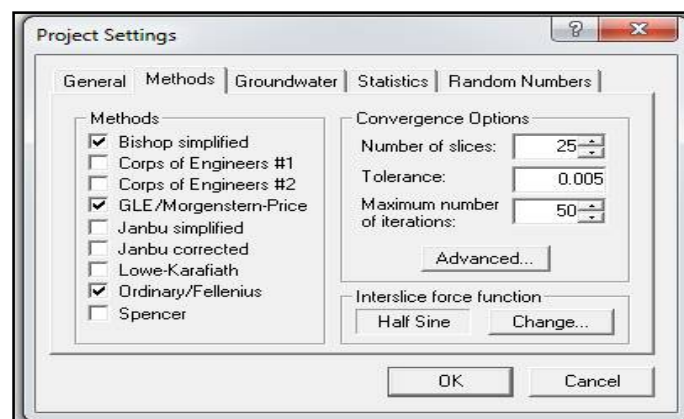 Project Settings
General Methods Groundwater Statistics Random Numbers
Methods
Bishop simplified
Corps of Engineers #1
Corps of Engineers #2
GLE/Morgenstern-Price
Janbu simplified
Janbu corrected
Lowe-Karafiath
Ordinary/Fellenius
Spencer
Convergence Options
Number of slices: 25
Tolerance: 0.005
Maximum number
of iterations: 50
Advanced...
Interslice force function
Half Sine Change...
OK Cancel